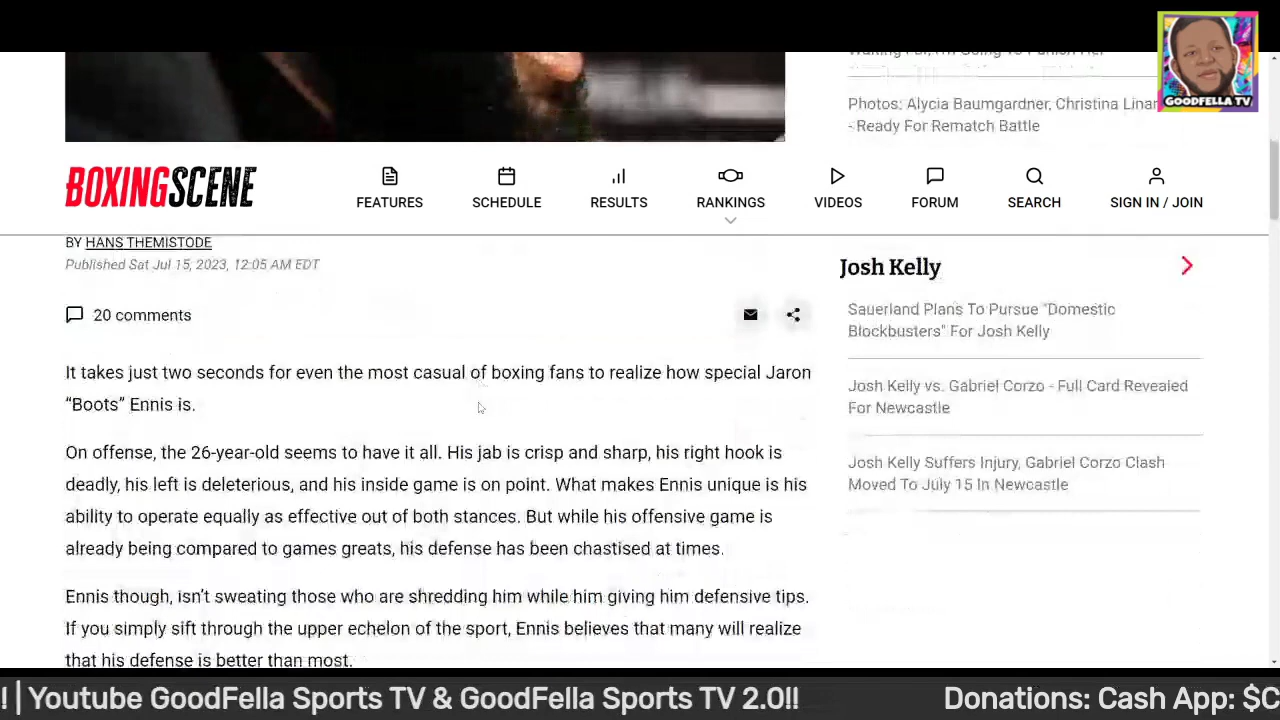 GOODFELLA TV
Photos: Alycia Baumgardner, Christina Linar
- Ready For Rematch Battle
BOXINGSCENE
FEATURES
SCHEDULE
RESULTS
RANKINGS
VIDEOS
FORUM
SEARCH
SIGN IN / JOIN
BY HANS THEMISTODE
Published Sat Jul 15, 2023, 12:05 AM EDT
20 comments
It takes just two seconds for even the most casual of boxing fans to realize how special Jaron
“Boots” Ennis is.
On offense, the 26-year-old seems to have it all. His jab is crisp and sharp, his right hook is
deadly, his left is deleterious, and his inside game is on point. What makes Ennis unique is his
ability to operate equally as effective out of both stances. But while his offensive game is
already being compared to games greats, his defense has been chastised at times.
Ennis though, isn’t sweating those who are shredding him while him giving him defensive tips.
If you simply sift through the upper echelon of the sport, Ennis believes that many will realize
that his defense is better than most.
Josh Kelly
Sauerland Plans To Pursue "Domestic
Blockbusters" For Josh Kelly
Josh Kelly vs. Gabriel Corzo - Full Card Revealed
For Newcastle
Josh Kelly Suffers Injury, Gabriel Corzo Clash
Moved To July 15 In Newcastle
! | Youtube GoodFella Sports TV & GoodFella Sports TV 2.0!! Donations: Cash App: $C